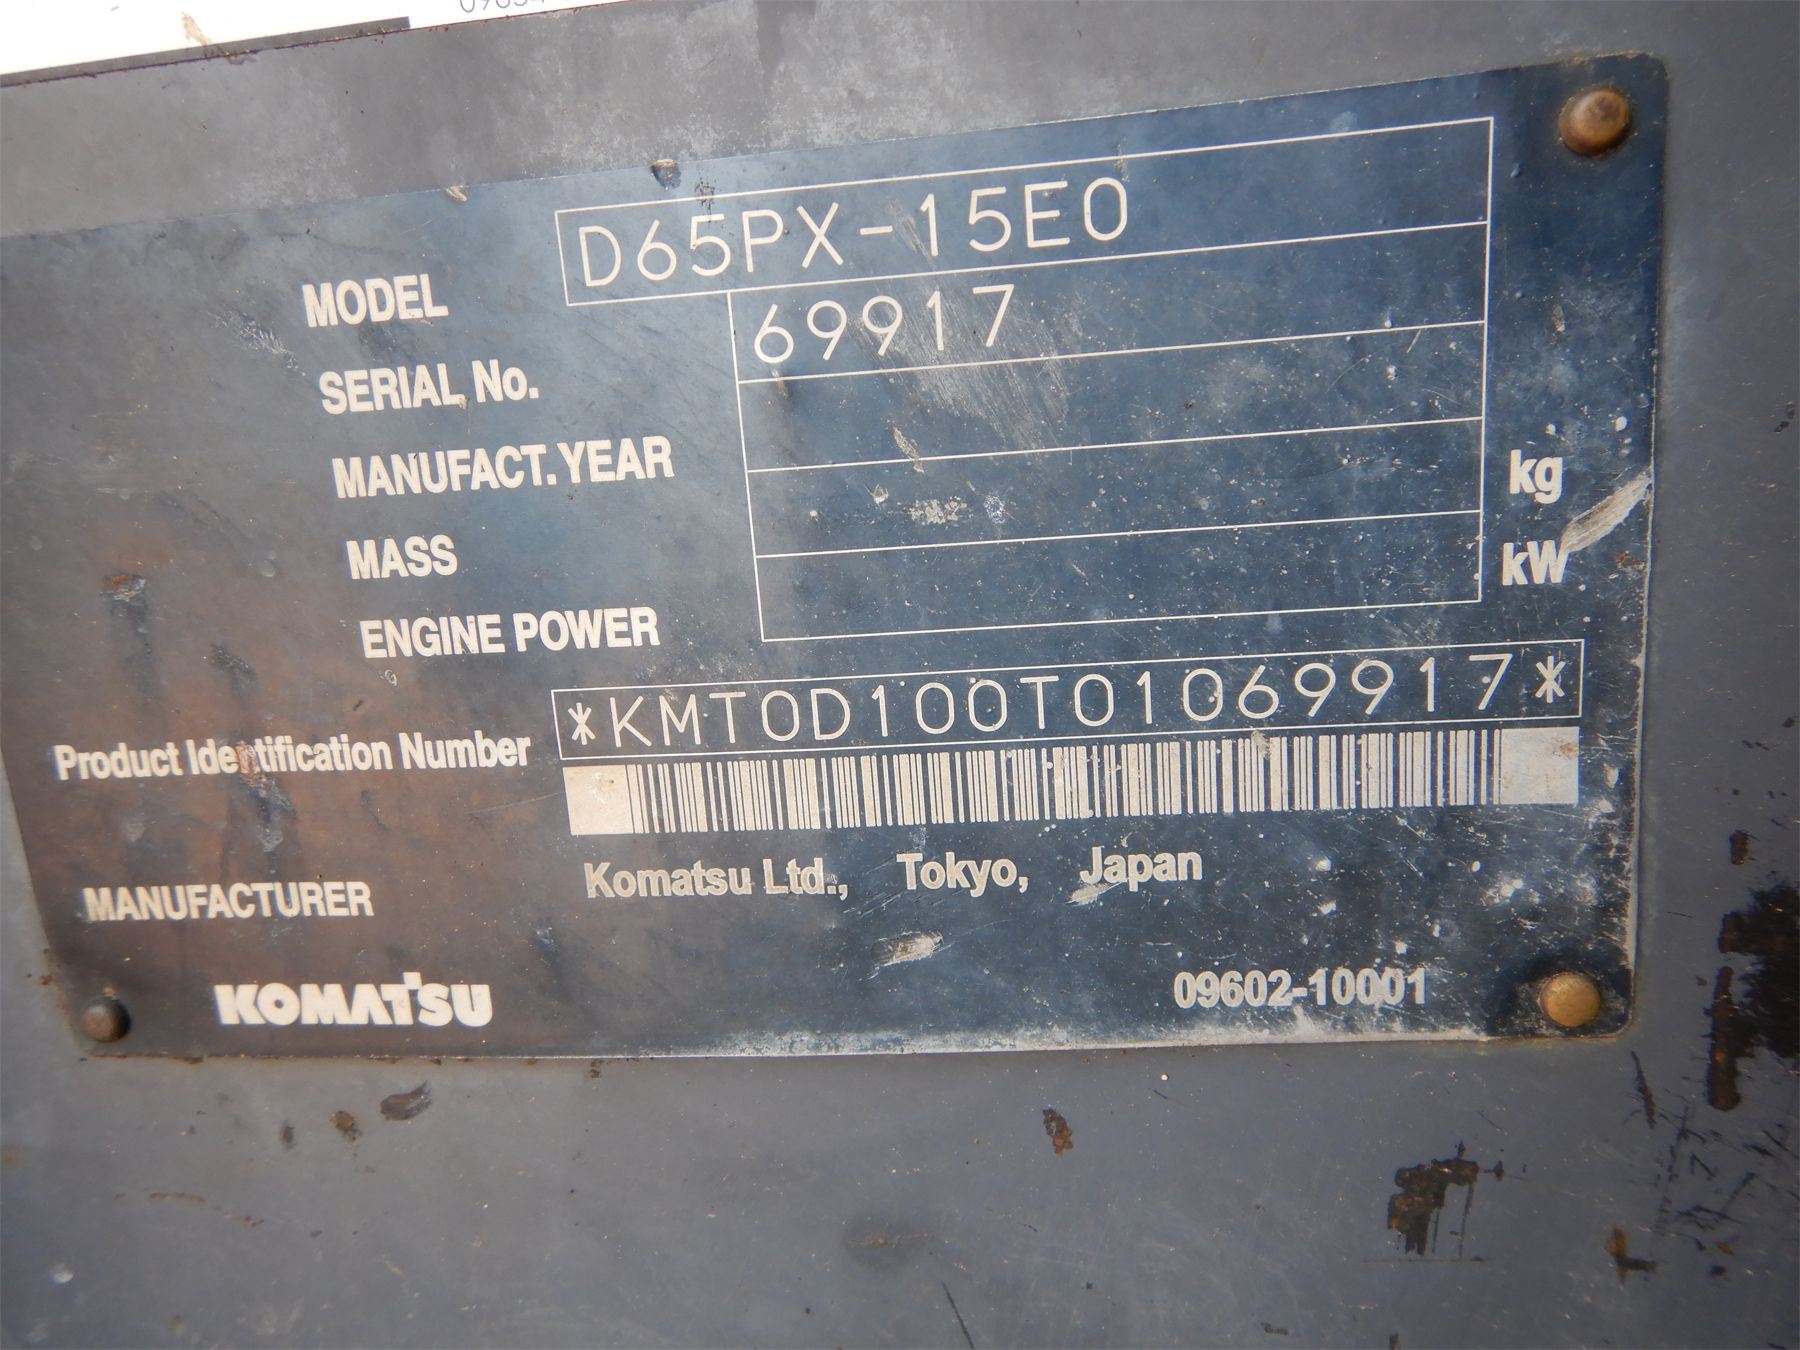 MODEL D65PX-15E0
SERIAL No. 69917
MANUFACT. YEAR
MASS kg
ENGINE POWER kW
Product Identification Number *KMT0D100T01069917*
MANUFACTURER Komatsu Ltd., Tokyo, Japan
KOMATSU 09602-10001